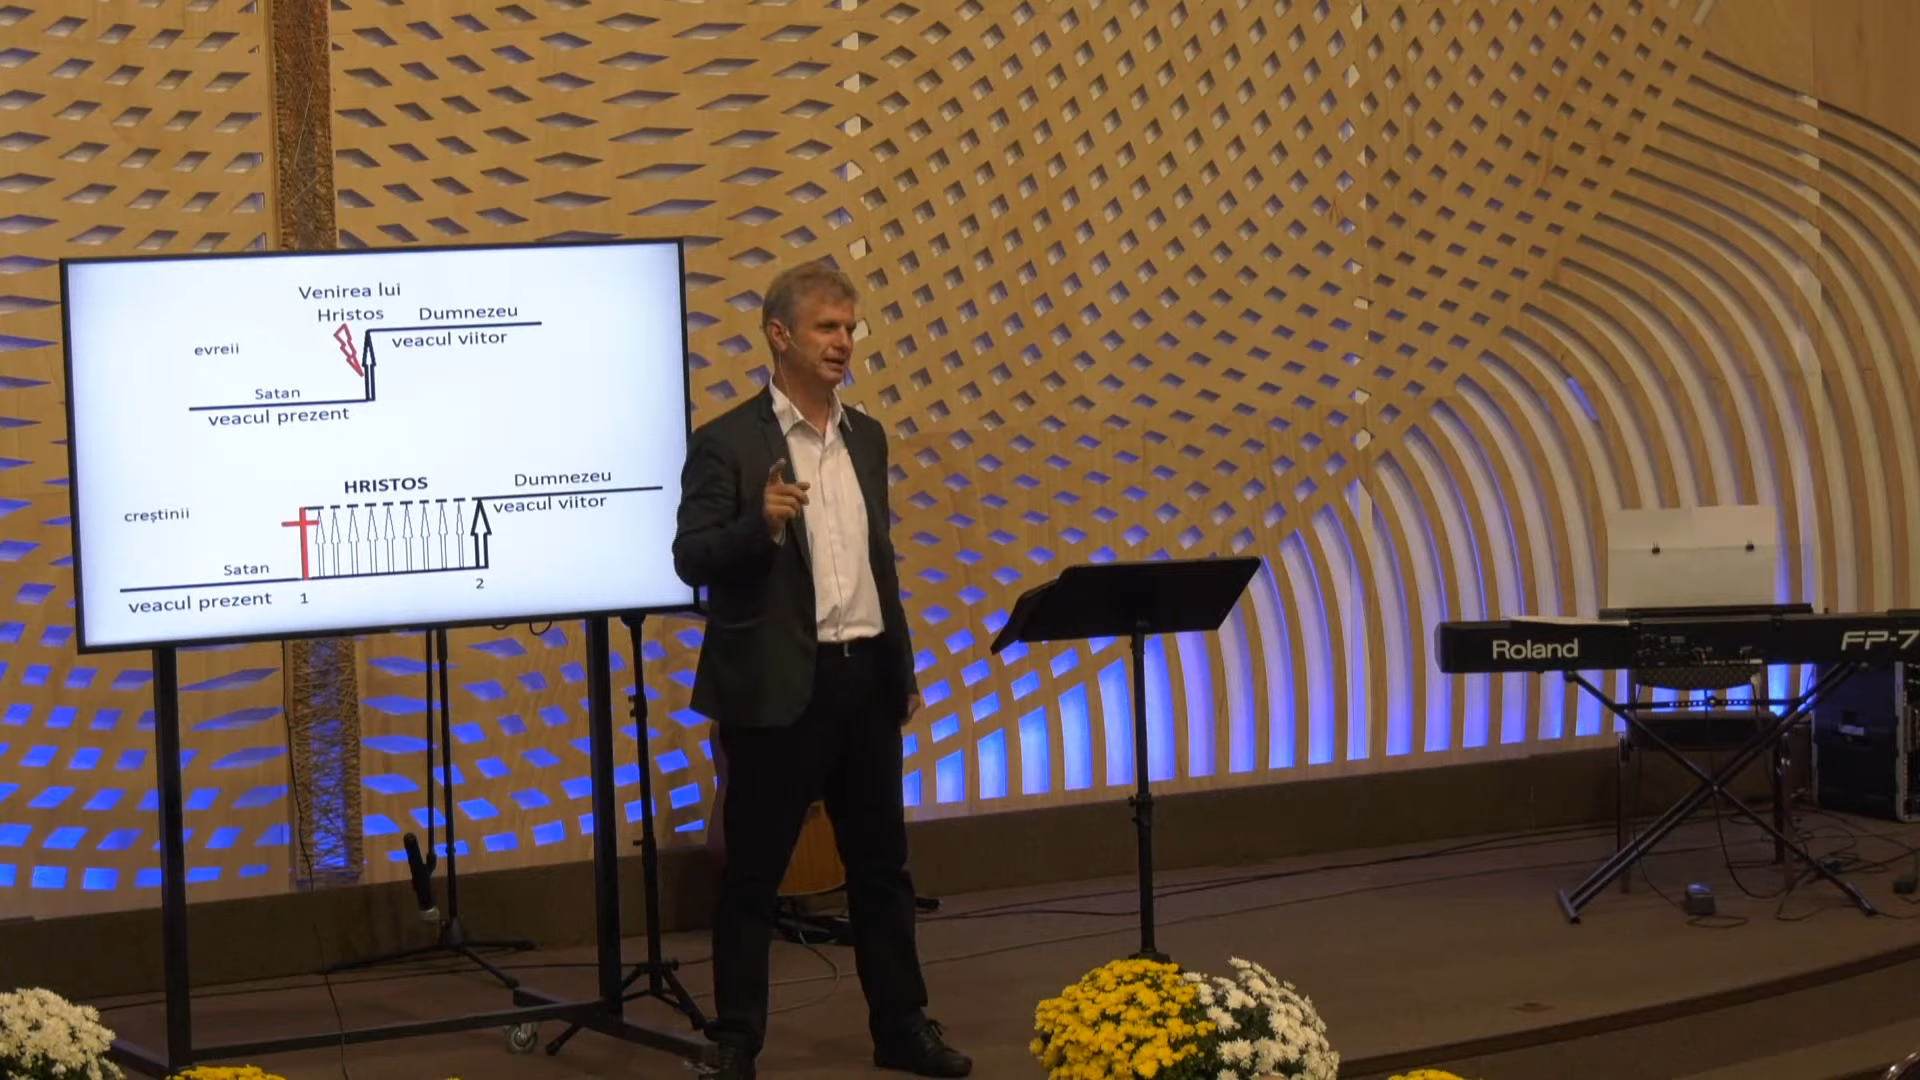 Venirea lui
Hristos
Dumnezeu
veacul viitor
evreii
Satan
veacul prezent
HRISTOS
Dumnezeu
veacul viitor
creștinii
Satan
veacul prezent
1
2
Roland
FP-7